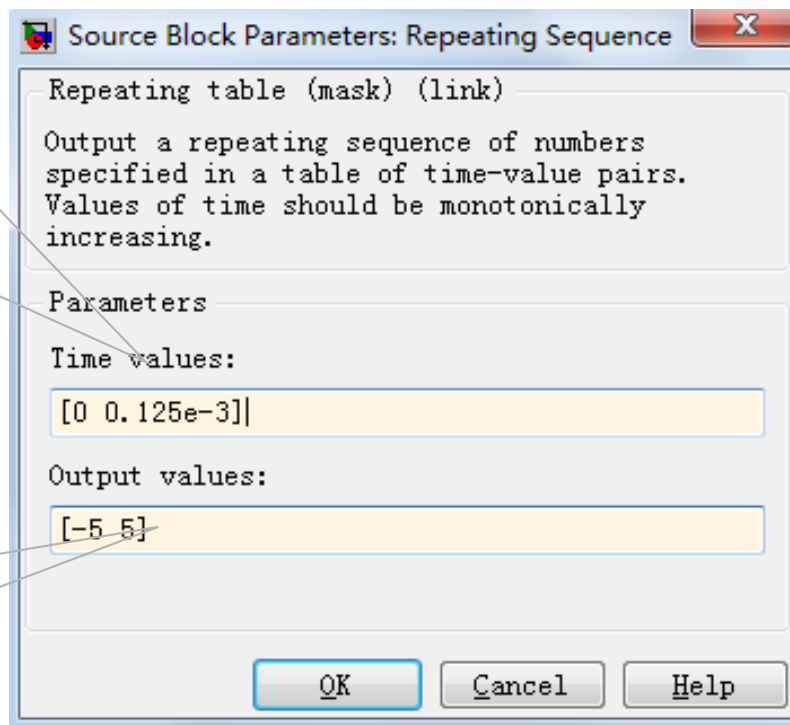 Source Block Parameters: Repeating Sequence
Repeating table (mask) (link)
Output a repeating sequence of numbers
specified in a table of time-value pairs.
Values of time should be monotonically
increasing.
Parameters
Time values:
[0 0.125e-3]
Output values:
[-5 5]
OK
Cancel
Help